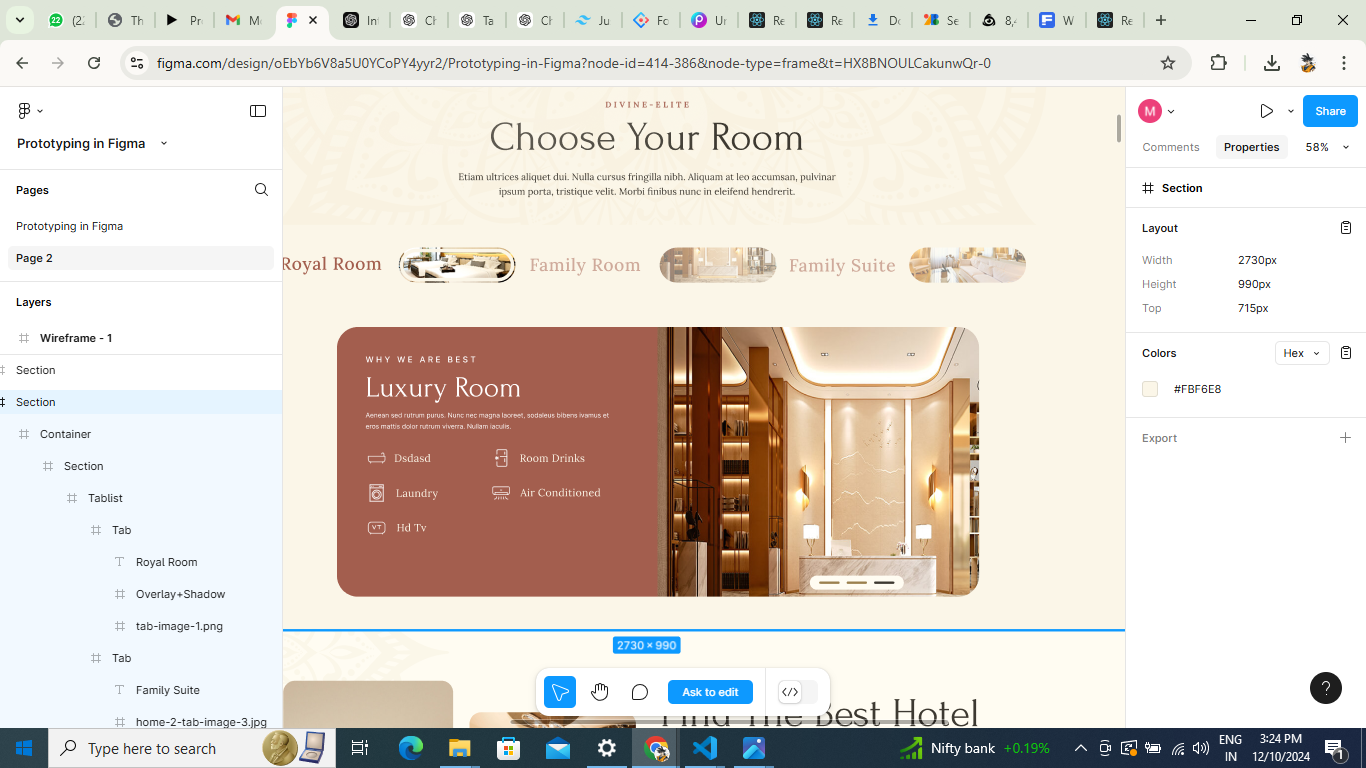 22
(2
Th
Pr
M
In
Ch
Ta
Ch
Ju
Fo
Ur
Re
Re
Do
Se
8,
W
Re
figma.com/design/oEbYb6V8a5U0YCoPY4yyr2/Prototyping-in-Figma?node-id=414-386&node-type=frame&t=HX8BNOULCakunwQr-0
Prototyping in Figma
Pages
Prototyping in Figma
Page 2
Layers
Wireframe - 1
Section
Section
Container
Section
Tablist
Tab
Royal Room
Overlay+Shadow
tab-image-1.png
Tab
Family Suite
home-2-tab-image-3.jpg
DIVINE-ELITE
Choose Your Room
Etiam ultrices aliquet dui. Nulla cursus fringilla nibh. Aliquam at leo accumsan, pulvinar
ipsum porta, tristique velit. Morbi finibus nunc in eleifend hendrerit.
Royal Room
Family Room
Family Suite
WHY WE ARE BEST
Luxury Room
Aenean sed rutrum purus. Nunc nec magna laoreet, sodaleus bibens ivamus et
eros mattis dolor rutrum viverra. Nullam iaculis.
Dsdasd
Room Drinks
Laundry
Air Conditioned
Hd Tv
2730 × 990
Ask to edit
Find The Best Hotel
M
Share
Comments
Properties
58%
Section
Layout
Width 2730px
Height 990px
Top 715px
Colors
Hex
#FBF6E8
Export
?
Type here to search
Nifty bank +0.19%
ENG
IN
3:24 PM
12/10/2024
1